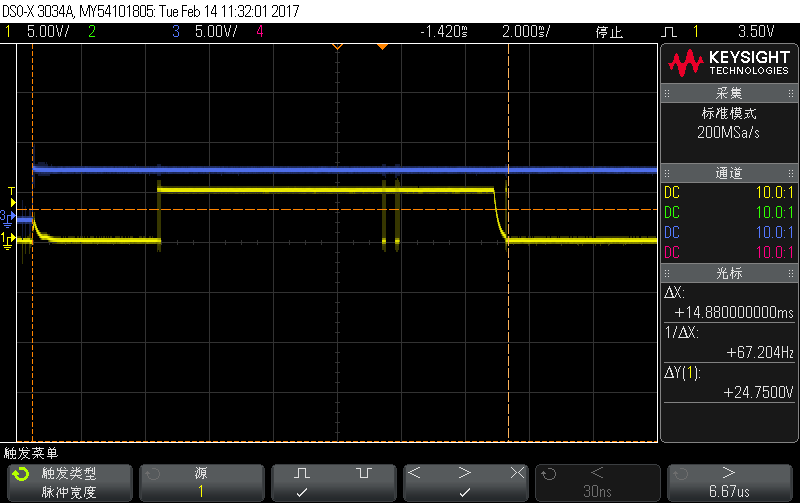 DSO-X 3034A, MY54101805: Tue Feb 14 11:32:01 2017
1 5.00V/ 2 3 5.00V/ 4 -1.420ms 2.000ms/ 停止 1 3.50V
KEYSIGHT
TECHNOLOGIES
采集
标准模式
200MSa/s
通道
DC 10.0:1
DC 10.0:1
DC 10.0:1
DC 10.0:1
光标
ΔX:
+14.880000000ms
1/ΔX:
+67.204Hz
ΔY(1):
+24.7500V
T
3
1
触发菜单
触发类型
脉冲宽度
源
1
✓
< > ><
✓
<
30ns
>
6.67us